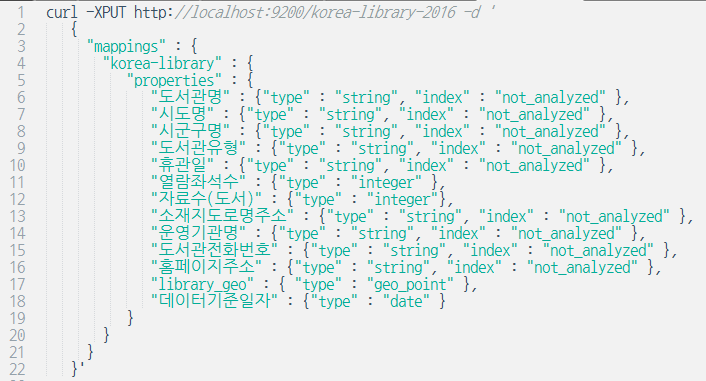 1 curl -XPUT http://localhost:9200/korea-library-2016 -d '
2 {
3 "mappings" : {
4 "korea-library" : {
5 "properties" : {
6 "도서관명" : {"type" : "string", "index" : "not_analyzed" },
7 "시도명" : {"type" : "string", "index" : "not_analyzed" },
8 "시군구명" : {"type" : "string", "index" : "not_analyzed" },
9 "도서관유형" : {"type" : "string", "index" : "not_analyzed" },
10 "휴관일" : {"type" : "string", "index" : "not_analyzed" },
11 "열람좌석수" : {"type" : "integer" },
12 "자료수(도서)" : {"type" : "integer"},
13 "소재지도로명주소" : {"type" : "string", "index" : "not_analyzed" },
14 "운영기관명" : {"type" : "string", "index" : "not_analyzed" },
15 "도서관전화번호" : {"type" : "string", "index" : "not_analyzed" },
16 "홈페이지주소" : {"type" : "string", "index" : "not_analyzed" },
17 "library_geo" : { "type" : "geo_point" },
18 "데이터기준일자" : {"type" : "date" }
19 }
20 }
21 }
22 }'